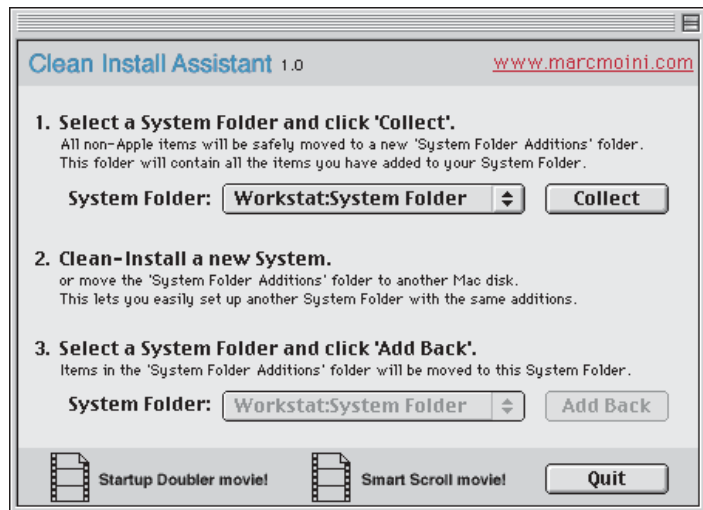 Clean Install Assistant 1.0 www.marcmoini.com
1. Select a System Folder and click 'Collect'.
All non-Apple items will be safely moved to a new 'System Folder Additions' folder.
This folder will contain all the items you have added to your System Folder.
System Folder: Workstat:System Folder Collect
2. Clean-Install a new System.
or move the 'System Folder Additions' folder to another Mac disk.
This lets you easily set up another System Folder with the same additions.
3. Select a System Folder and click 'Add Back'.
Items in the 'System Folder Additions' folder will be moved to this System Folder.
System Folder: Workstat:System Folder Add Back
Startup Doubler movie! Smart Scroll movie! Quit